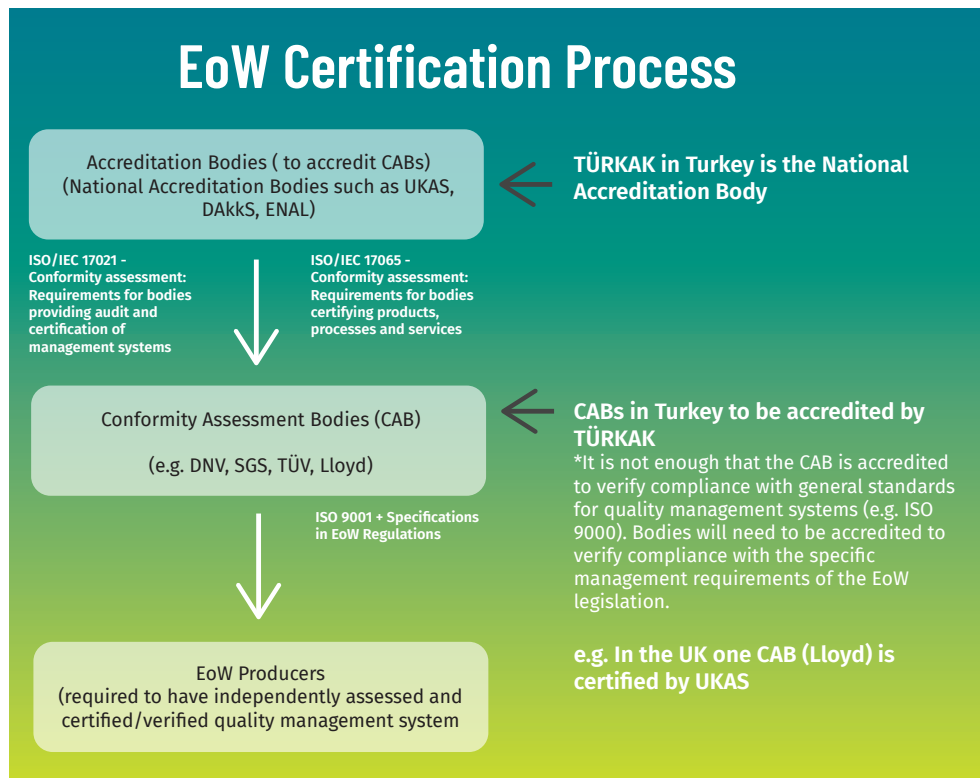 EoW Certification Process
Accreditation Bodies ( to accredit CABs)
(National Accreditation Bodies such as UKAS,
DAkkS, ENAL)
TÜRKAK in Turkey is the National
Accreditation Body
ISO/IEC 17021 -
Conformity assessment:
Requirements for bodies
providing audit and
certification of
management systems
ISO/IEC 17065 -
Conformity assessment:
Requirements for bodies
certifying products,
processes and services
Conformity Assessment Bodies (CAB)
(e.g. DNV, SGS, TÜV, Lloyd)
CABs in Turkey to be accredited by
TÜRKAK
*It is not enough that the CAB is accredited
to verify compliance with general standards
for quality management systems (e.g. ISO
9000). Bodies will need to be accredited to
verify compliance with the specific
management requirements of the EoW
legislation.
ISO 9001 + Specifications
in EoW Regulations
EoW Producers
(required to have independently assessed and
certified/verified quality management system
e.g. In the UK one CAB (Lloyd) is
certified by UKAS